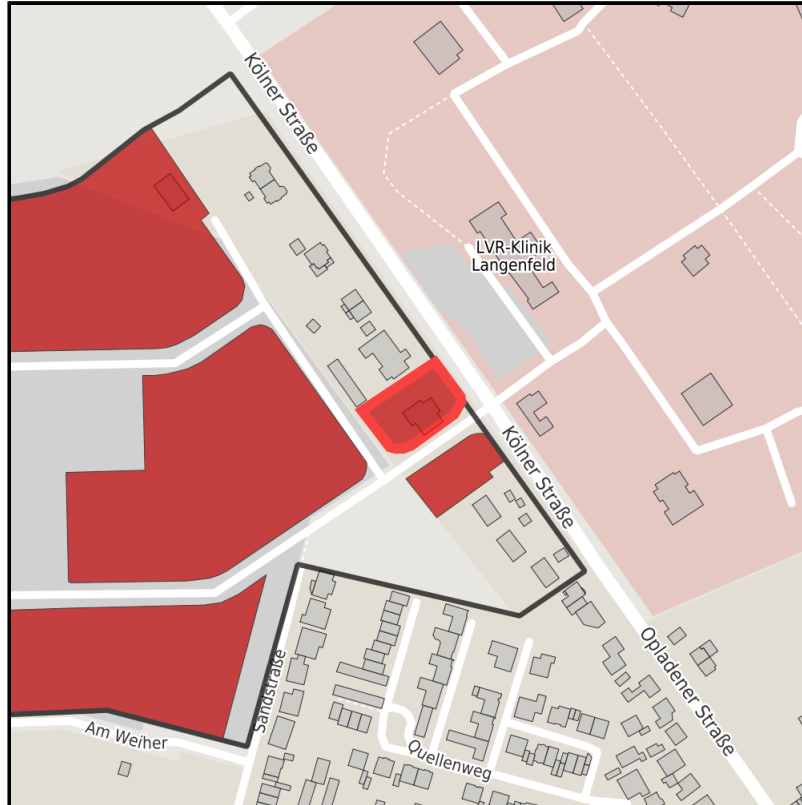 Kölner Straße
LVR-Klinik
Langenfeld
Kölner Straße
Opladener Straße
Sandstraße
Am Weiher
Quellenweg